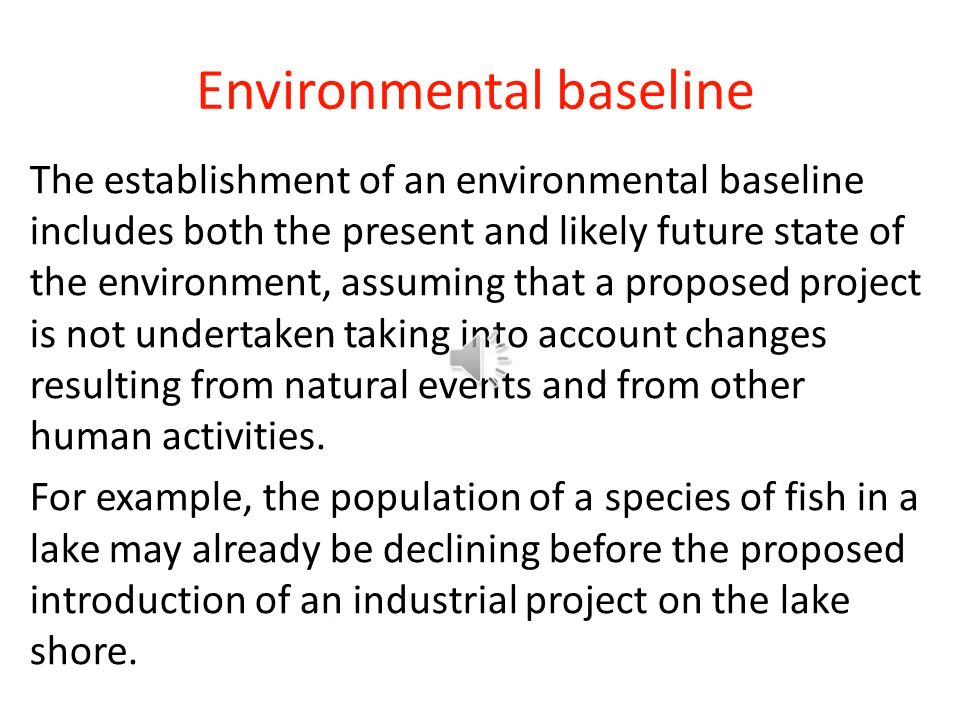 Environmental baseline
The establishment of an environmental baseline
includes both the present and likely future state of
the environment, assuming that a proposed project
is not undertaken taking into account changes
resulting from natural events and from other
human activities.
For example, the population of a species of fish in a
lake may already be declining before the proposed
introduction of an industrial project on the lake
shore.